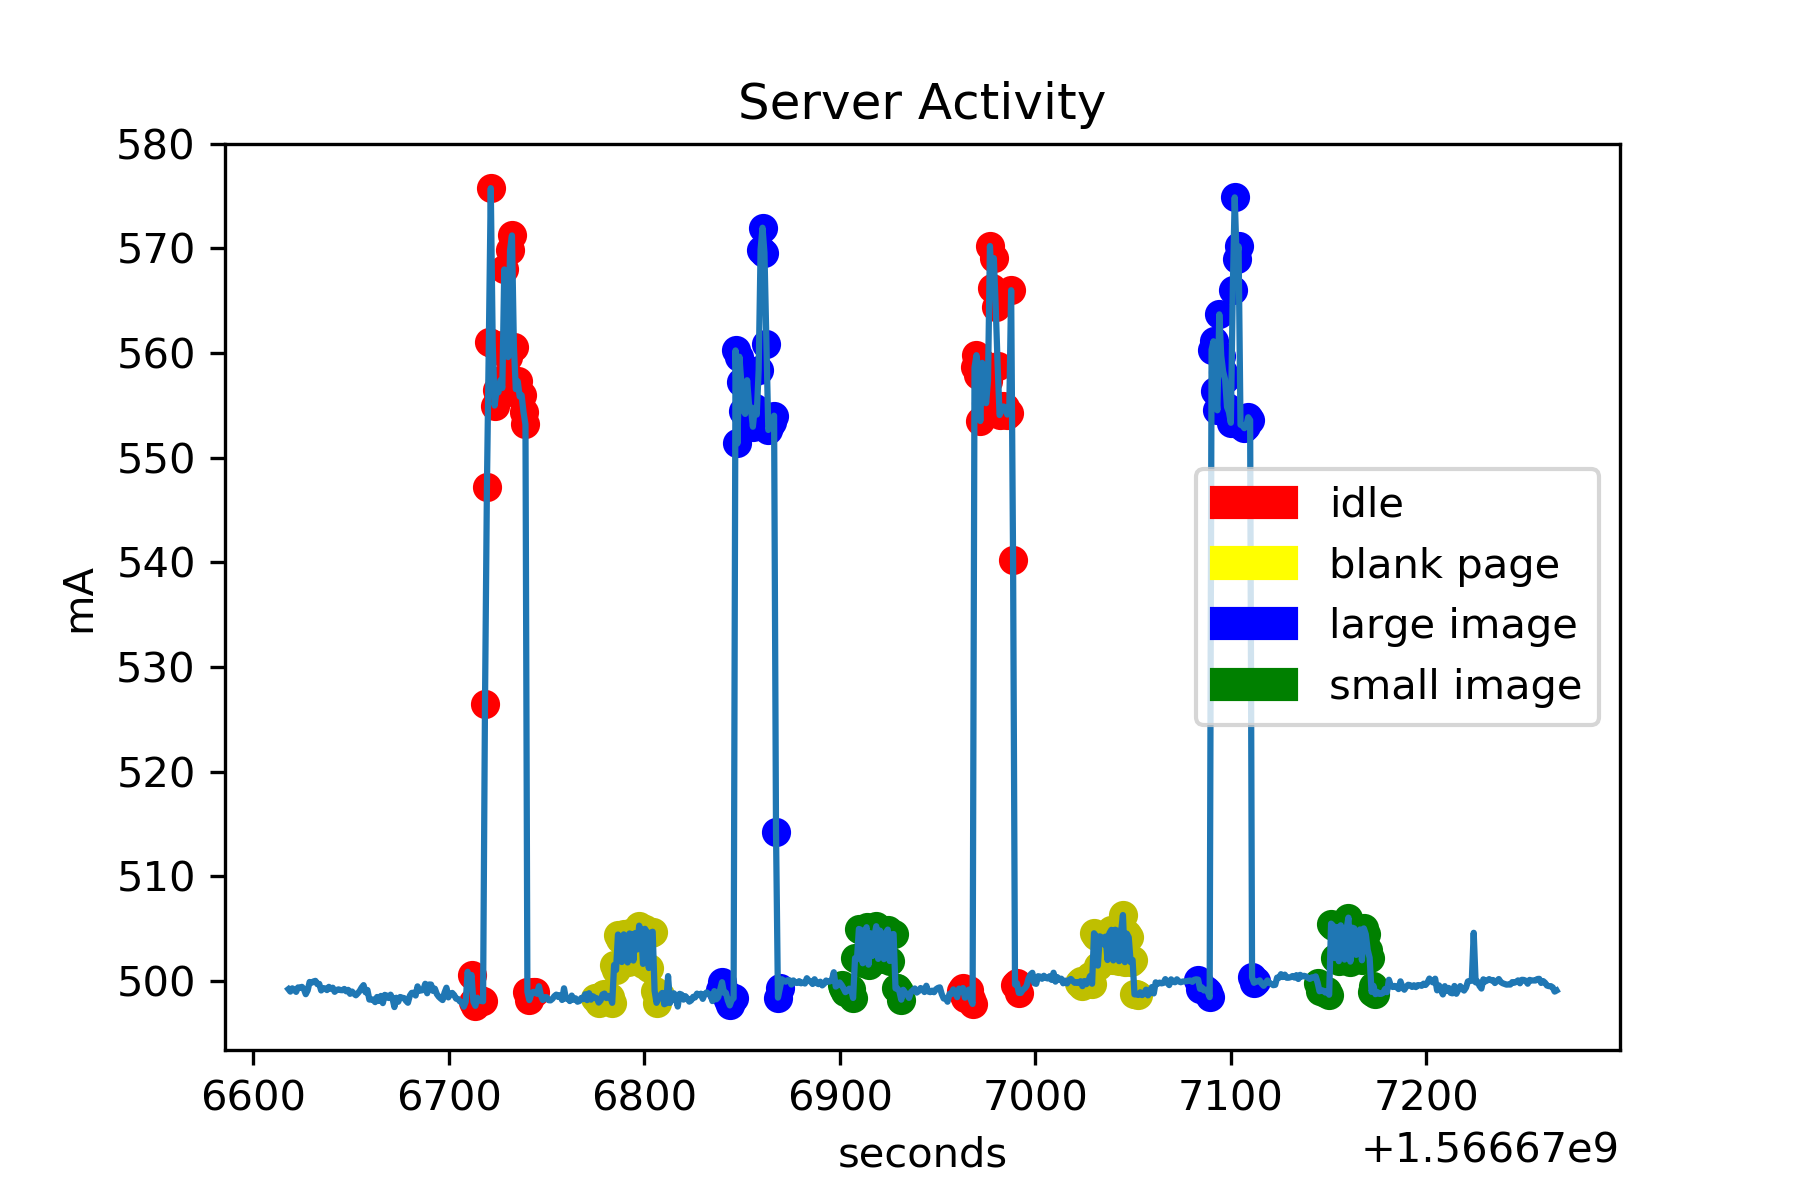 Server Activity
580
570
560
550
540
530
520
510
500
mA
idle
blank page
large image
small image
6600 6700 6800 6900 7000 7100 7200
seconds
+1.56667e9